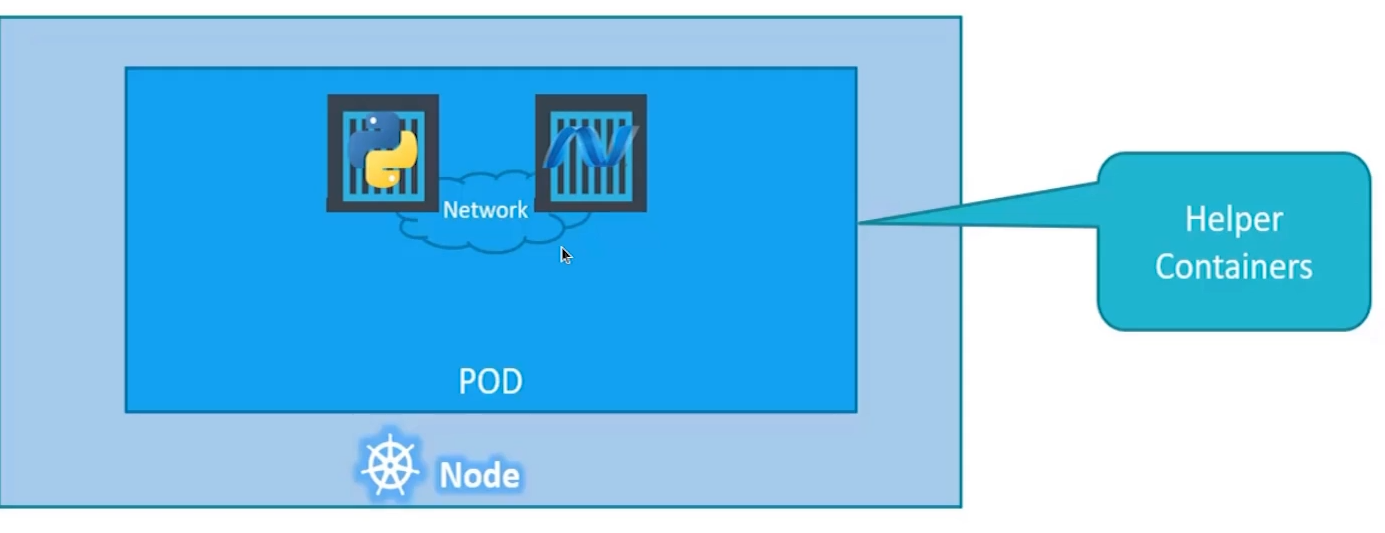 Network
Helper
Containers
POD
Node